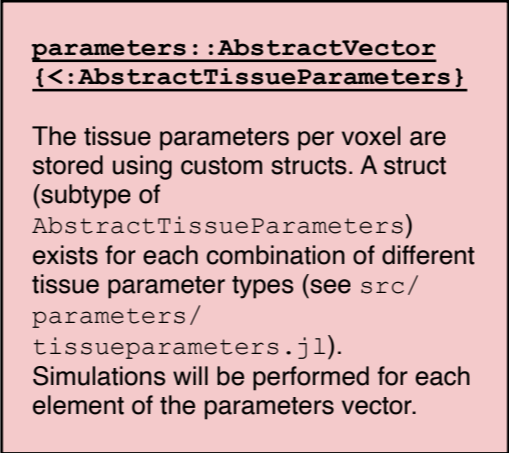 parameters::AbstractVector
{<:AbstractTissueParameters}
The tissue parameters per voxel are
stored using custom structs. A struct
(subtype of
AbstractTissueParameters)
exists for each combination of different
tissue parameter types (see src/
parameters/
tissueparameters.jl).
Simulations will be performed for each
element of the parameters vector.